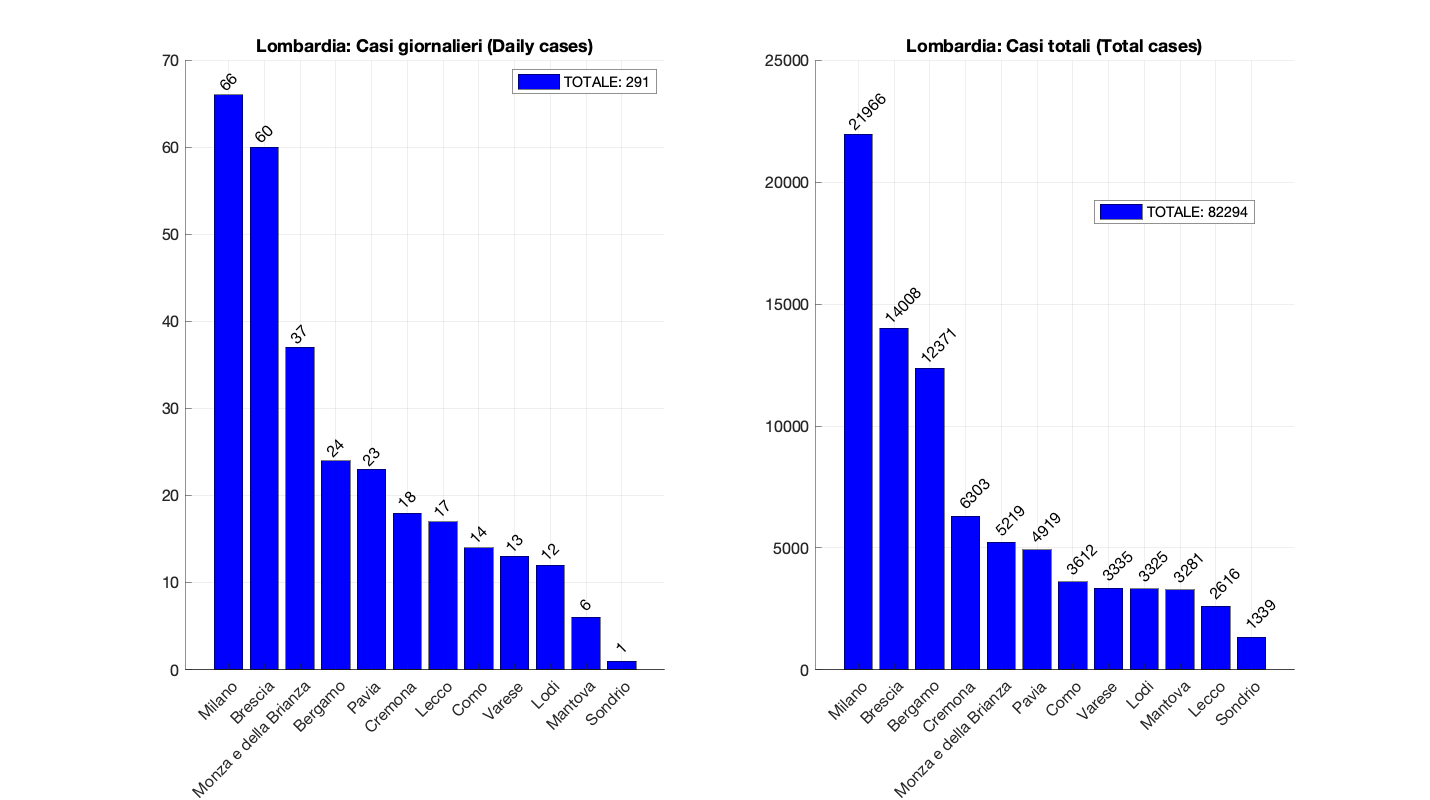 Lombardia: Casi giornalieri (Daily cases)
TOTALE: 291
70
60
50
40
30
20
10
0
66
60
37
24
23
18
17
14
13
12
6
1
Milano
Brescia
Monza e della Brianza
Bergamo
Pavia
Cremona
Lecco
Como
Varese
Lodi
Mantova
Sondrio
Lombardia: Casi totali (Total cases)
TOTALE: 82294
25000
20000
15000
10000
5000
0
21966
14008
12371
6303
5219
4919
3612
3335
3325
3281
2616
1339
Milano
Brescia
Bergamo
Cremona
Monza e della Brianza
Pavia
Como
Varese
Lodi
Mantova
Lecco
Sondrio